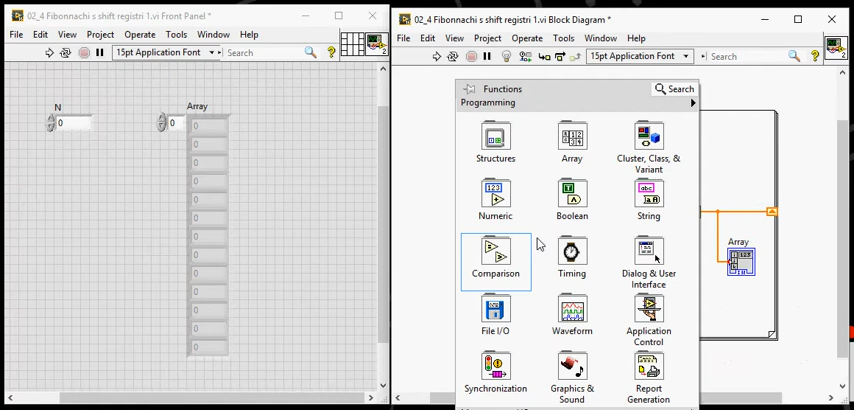 02_4 Fibonnachi s shift registri 1.vi Front Panel *
File Edit View Project Operate Tools Window Help
15pt Application Font
Search
N
0
Array
0
0
0
0
0
0
0
0
0
0
0
0
0
0
02_4 Fibonnachi s shift registri 1.vi Block Diagram *
File Edit View Project Operate Tools Window Help
15pt Application Font
Search
Functions
Search
Programming
Structures
Array
Cluster, Class, &
Variant
Numeric
Boolean
String
Comparison
Timing
Dialog & User
Interface
File I/O
Waveform
Application
Control
Synchronization
Graphics &
Sound
Report
Generation
Array